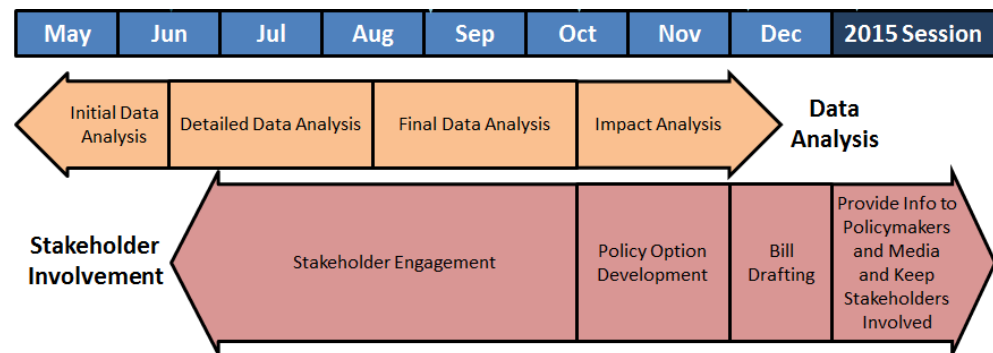 May Jun Jul Aug Sep Oct Nov Dec 2015 Session
Initial Data
Analysis
Detailed Data Analysis
Final Data Analysis
Impact Analysis
Data
Analysis
Stakeholder
Involvement
Stakeholder Engagement
Policy Option
Development
Bill
Drafting
Provide Info to
Policymakers
and Media
and Keep
Stakeholders
Involved